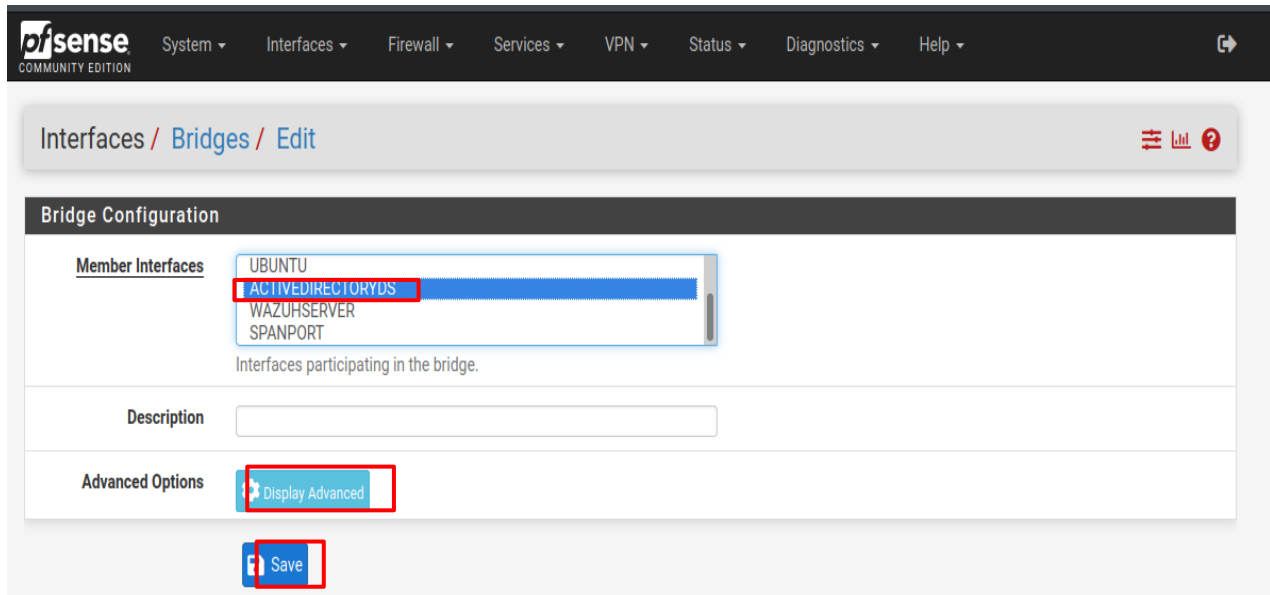 pfsense
COMMUNITY EDITION
System Interfaces Firewall Services VPN Status Diagnostics Help
Interfaces / Bridges / Edit
Bridge Configuration
Member Interfaces
UBUNTU
ACTIVEDIRECTORYDS
WAZUHSERVER
SPANPORT
Interfaces participating in the bridge.
Description
Advanced Options
Display Advanced
Save